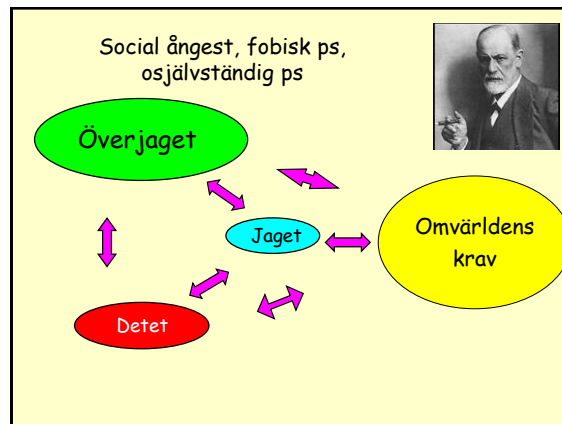 Social ångest, fobisk ps,
osjälvständig ps
Överjaget
Jaget
Omvärldens
krav
Detet